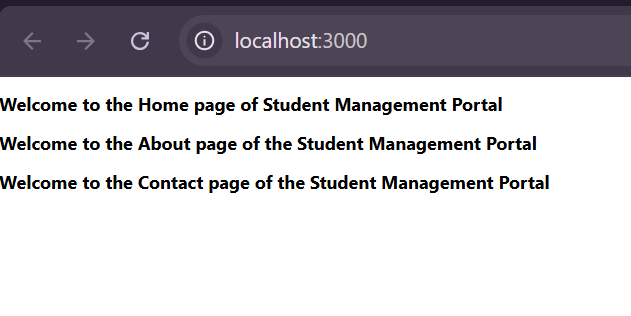 localhost:3000
Welcome to the Home page of Student Management Portal
Welcome to the About page of the Student Management Portal
Welcome to the Contact page of the Student Management Portal